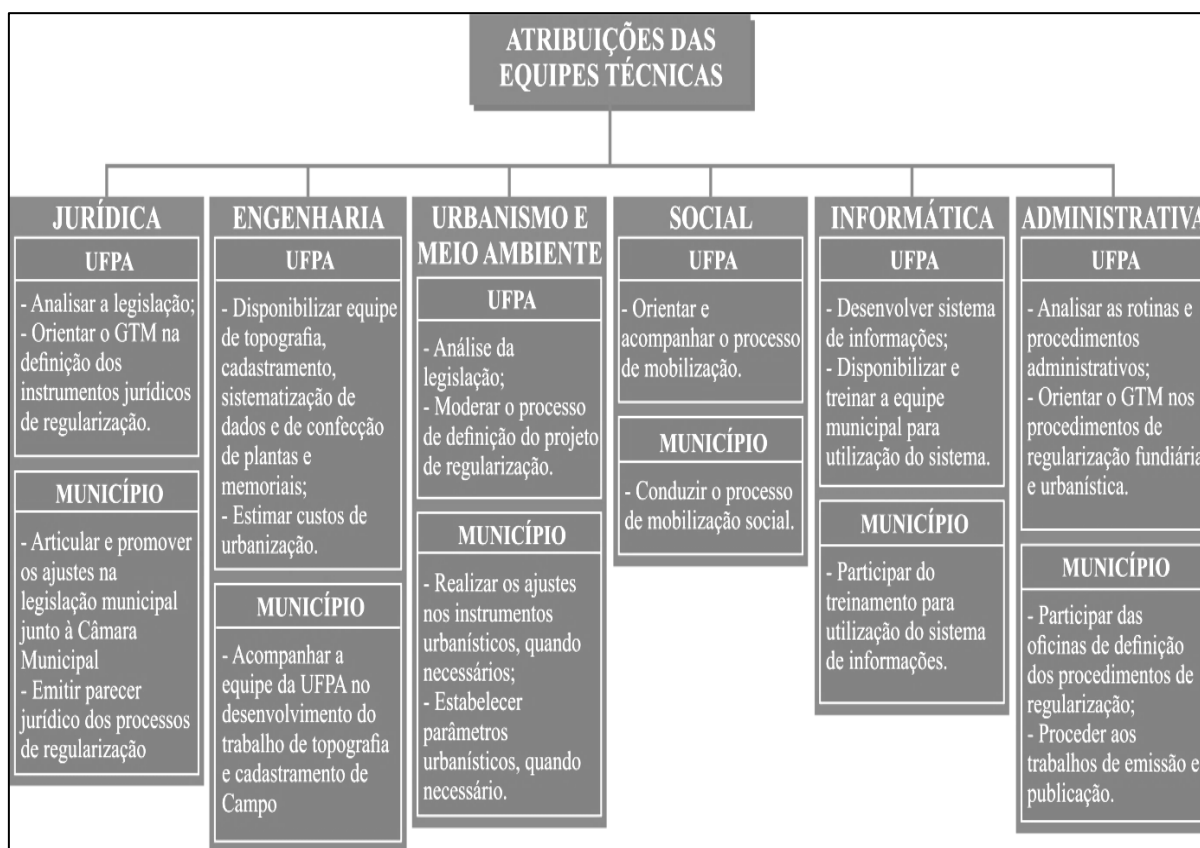 ATRIBUIÇÕES DAS
EQUIPES TÉCNICAS
JURÍDICA
UFPA
- Analisar a legislação;
- Orientar o GTM na
definição dos
instrumentos jurídicos
de regularização.
MUNICÍPIO
- Articular e promover
os ajustes na
legislação municipal
junto à Câmara
Municipal
- Emitir parecer
jurídico dos processos
de regularização
ENGENHARIA
UFPA
- Disponibilizar equipe
de topografia,
cadastramento,
sistematização de
dados e de confecção
de plantas e
memoriais;
- Estimar custos de
urbanização.
MUNICÍPIO
- Acompanhar a
equipe da UFPA no
desenvolvimento do
trabalho de topografia
e cadastramento de
Campo
URBANISMO E
MEIO AMBIENTE
UFPA
- Análise da
legislação;
- Moderar o processo
de definição do projeto
de regularização.
MUNICÍPIO
- Realizar os ajustes
nos instrumentos
urbanísticos, quando
necessários;
- Estabelecer
parâmetros
urbanísticos, quando
necessário.
SOCIAL
UFPA
- Orientar e
acompanhar o processo
de mobilização.
MUNICÍPIO
- Conduzir o processo
de mobilização social.
INFORMÁTICA
UFPA
- Desenvolver sistema
de informações;
- Disponibilizar e
treinar a equipe
municipal para
utilização do sistema.
MUNICÍPIO
- Participar do
treinamento para
utilização do sistema
de informações.
ADMINISTRATIVA
UFPA
- Analisar as rotinas e
procedimentos
administrativos;
- Orientar o GTM nos
procedimentos de
regularização fundiária
e urbanística.
MUNICÍPIO
- Participar das
oficinas de definição
dos procedimentos de
regularização;
- Proceder aos
trabalhos de emissão e
publicação.